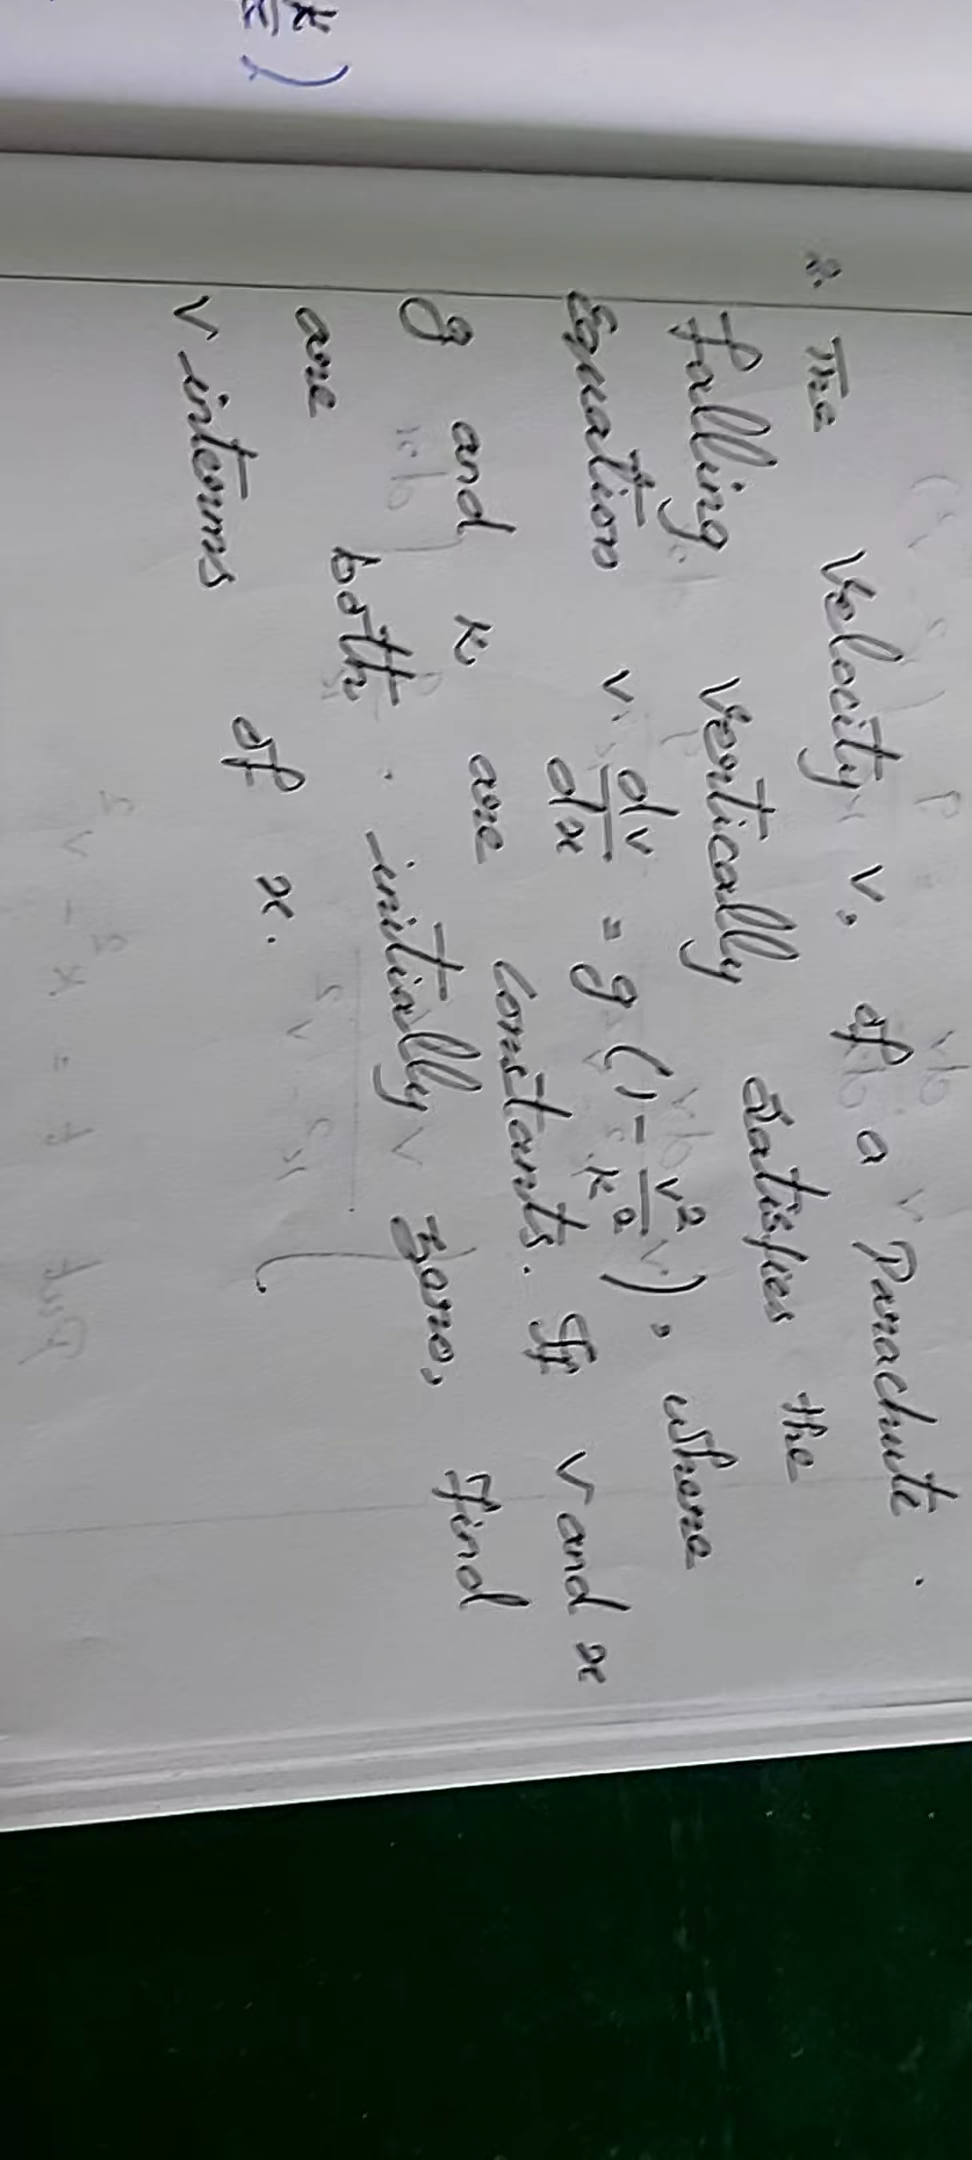 2. The Velocity, v, of a Parachute
falling vertically satisfies the
Equation v. dv/dx = g (1 - v²/k²), where
g and k are Constants. If v and x
are both initially zero, find
v interms of x.